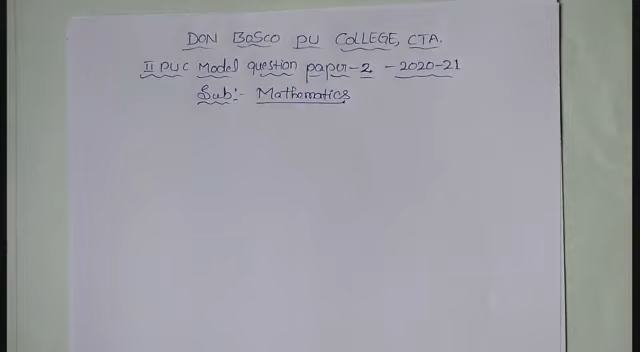 DON BOSCO PU COLLEGE, CTA.
II PUC Model question paper-2 - 2020-21
Sub:- Mathematics